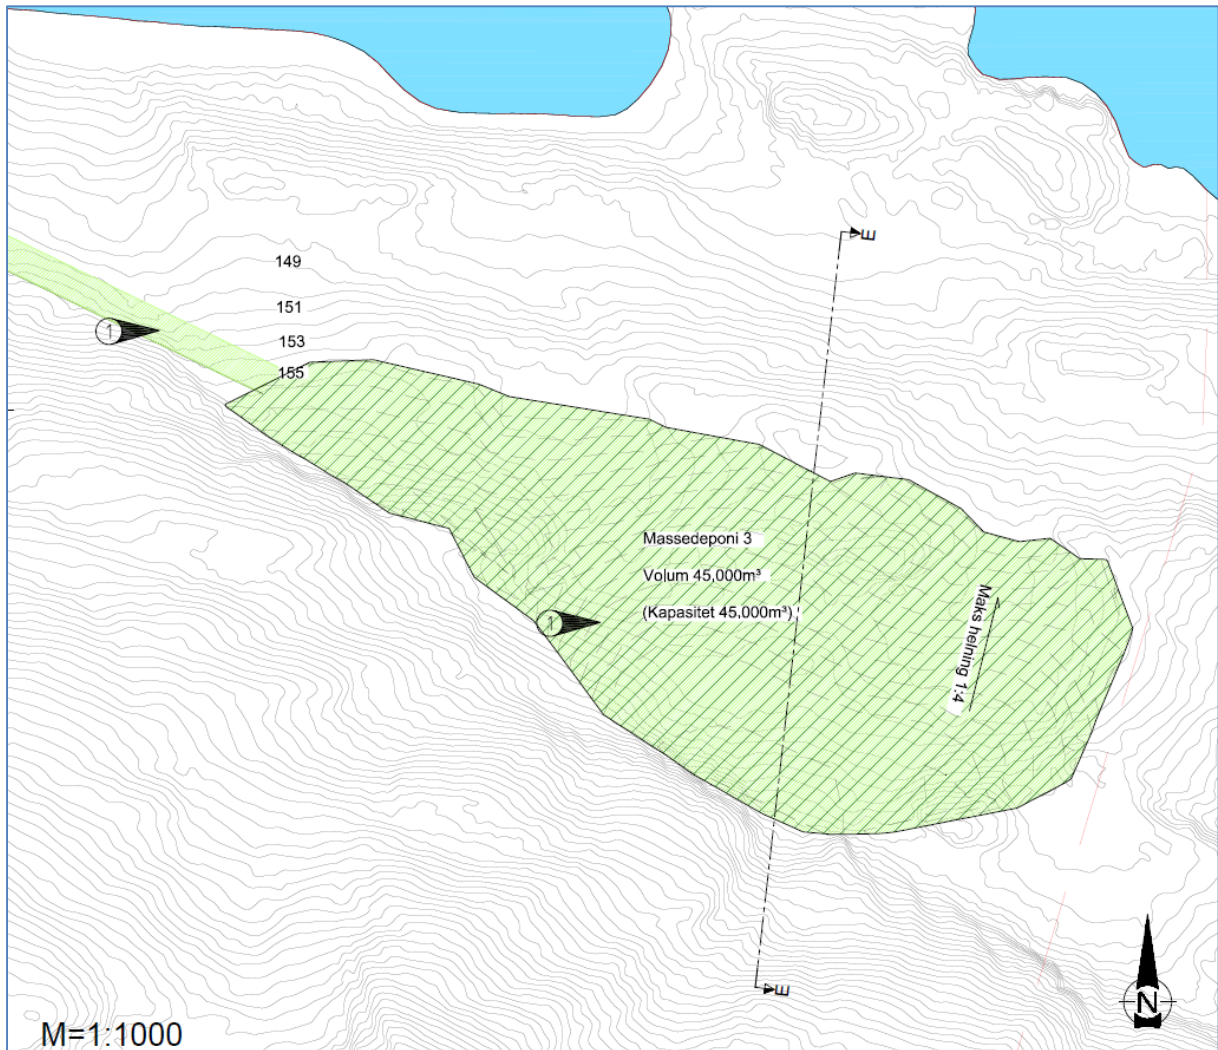 E
149
151
1
153
155
Massedeponi 3
Volum 45,000m³
(Kapasitet 45,000m³)
1
Maks helning 1:4
E
N
M=1:1000